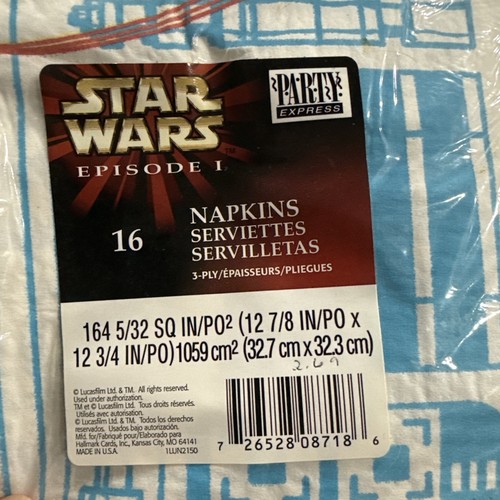 STAR
WARS
EPISODE I
PARTY
EXPRESS
16
NAPKINS
SERVIETTES
SERVILLETAS
3-PLY/ÉPAISSEURS/PLIEGUES
164 5/32 SQ IN/PO² (12 7/8 IN/PO x
12 3/4 IN/PO) 1059 cm² (32.7 cm x 32.3 cm)
2.69
© Lucasfilm Ltd. & TM. All rights reserved.
Used under authorization.
TM et © Lucasfilm Ltd. Tous droits réservés.
Utilisés avec autorisation.
© Lucasfilm Ltd. & TM. Todos los derechos
reservados. Usados bajo autorización.
Mfd. for/Fabriqué pour/Elaborado para
Hallmark Cards, Inc., Kansas City, MO 64141
MADE IN U.S.A. 1LUN2150
7 26528 08718 6